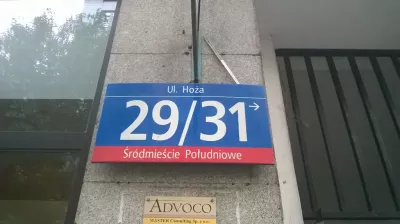 Ul. Hoża
29/31 →
Śródmieście Południowe
ADVOCO